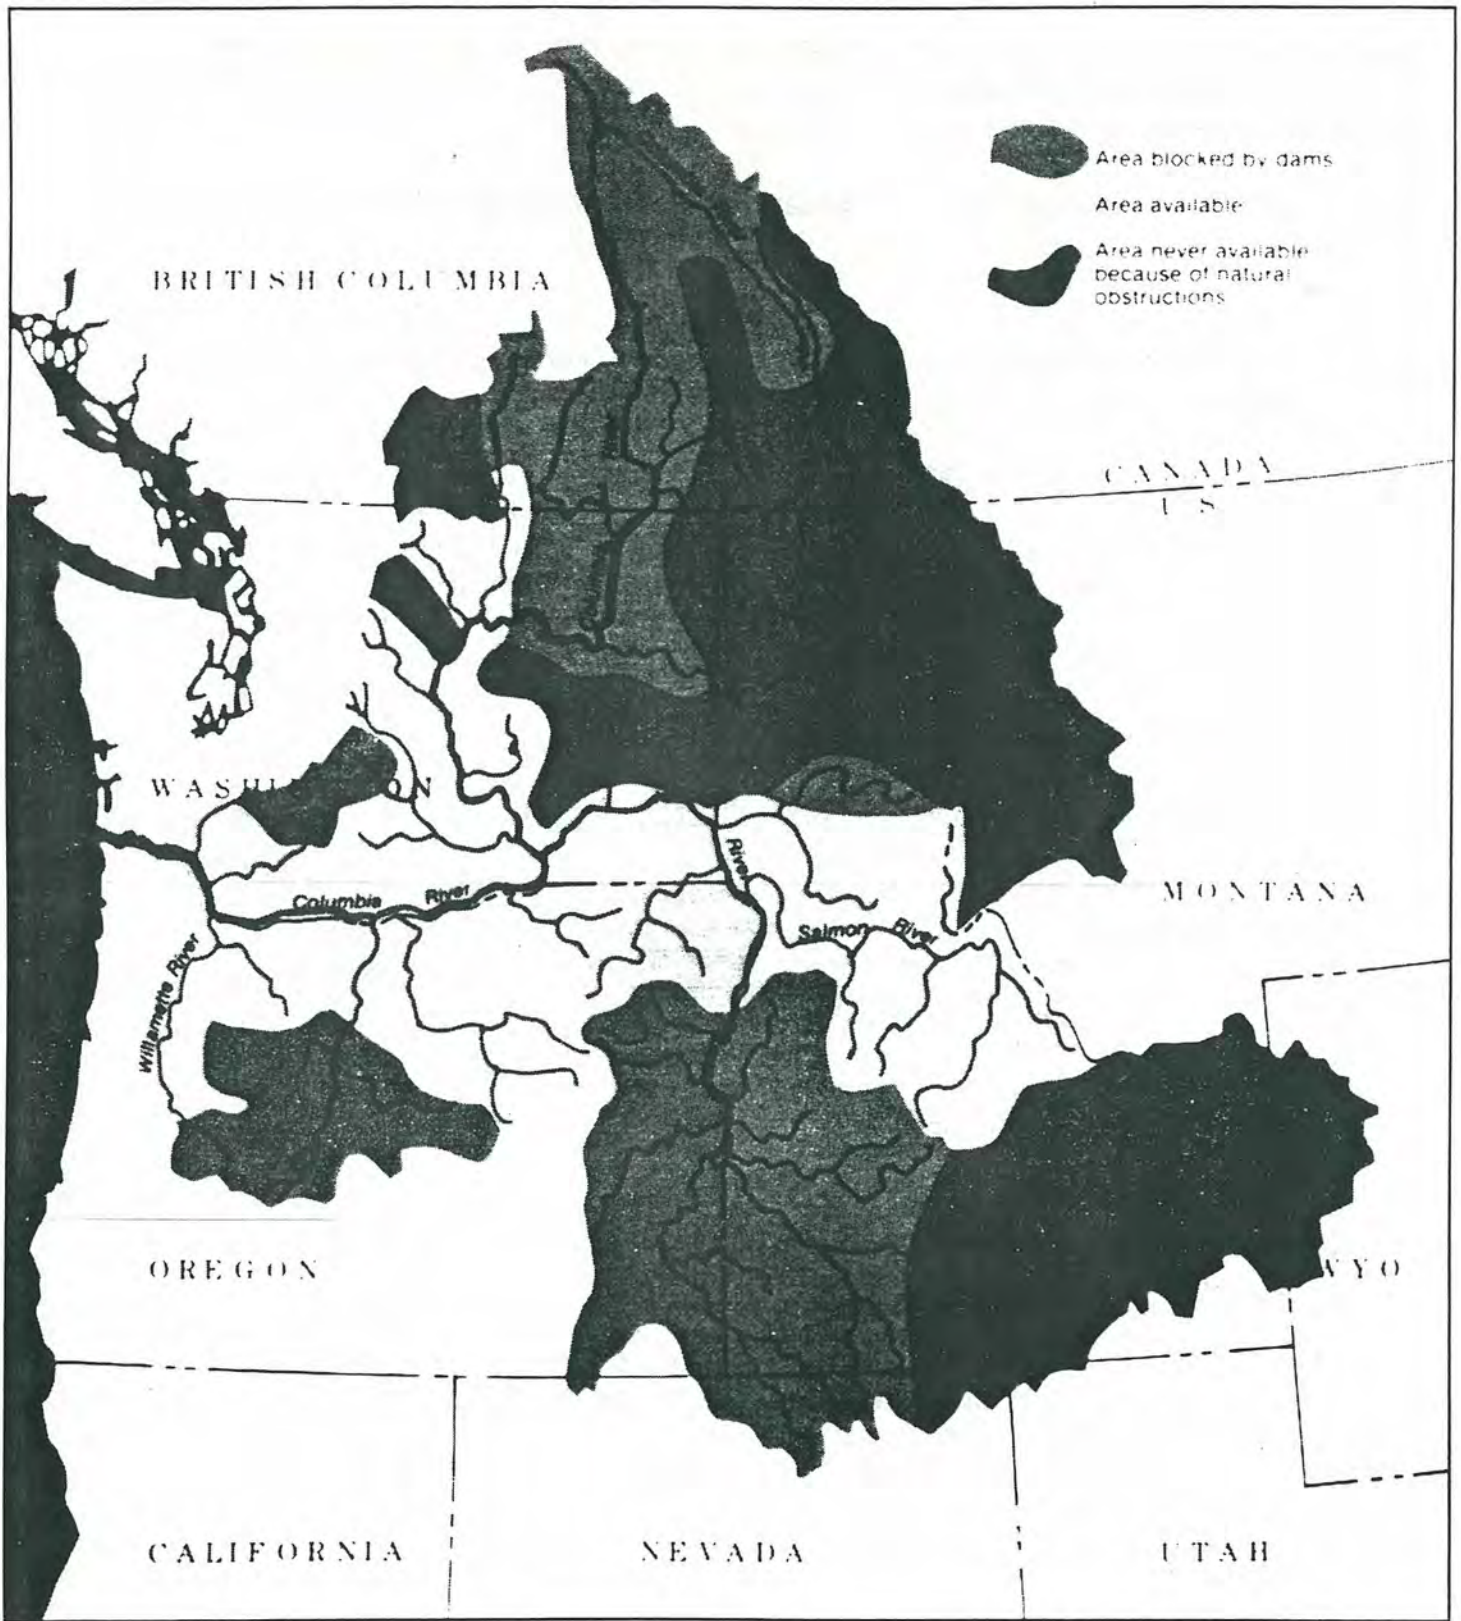 Area blocked by dams
Area available
Area never available
because of natural
obstructions
BRITISH COLUMBIA
CANADA
US
WASHINGTON
River
Columbia River
Salmon River
MONTANA
Willamette River
OREGON
WYO
CALIFORNIA
NEVADA
UTAH